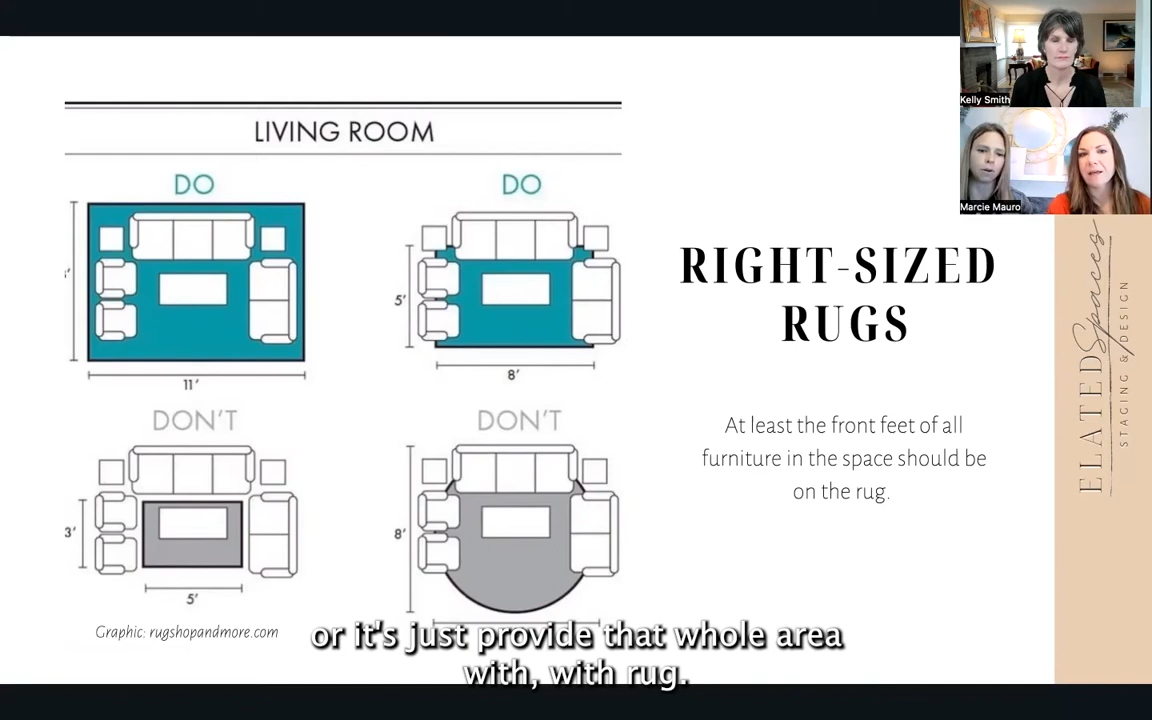 Kelly Smith
Marcie Mauro
LIVING ROOM
DO
DO
5'
11'
8'
DON'T
DON'T
3'
8'
5'
Graphic: rugshopandmore.com
RIGHT-SIZED
RUGS
At least the front feet of all
furniture in the space should be
on the rug.
ELATED Spaces
STAGING & DESIGN
or it's just provide that whole area
with, with rug.